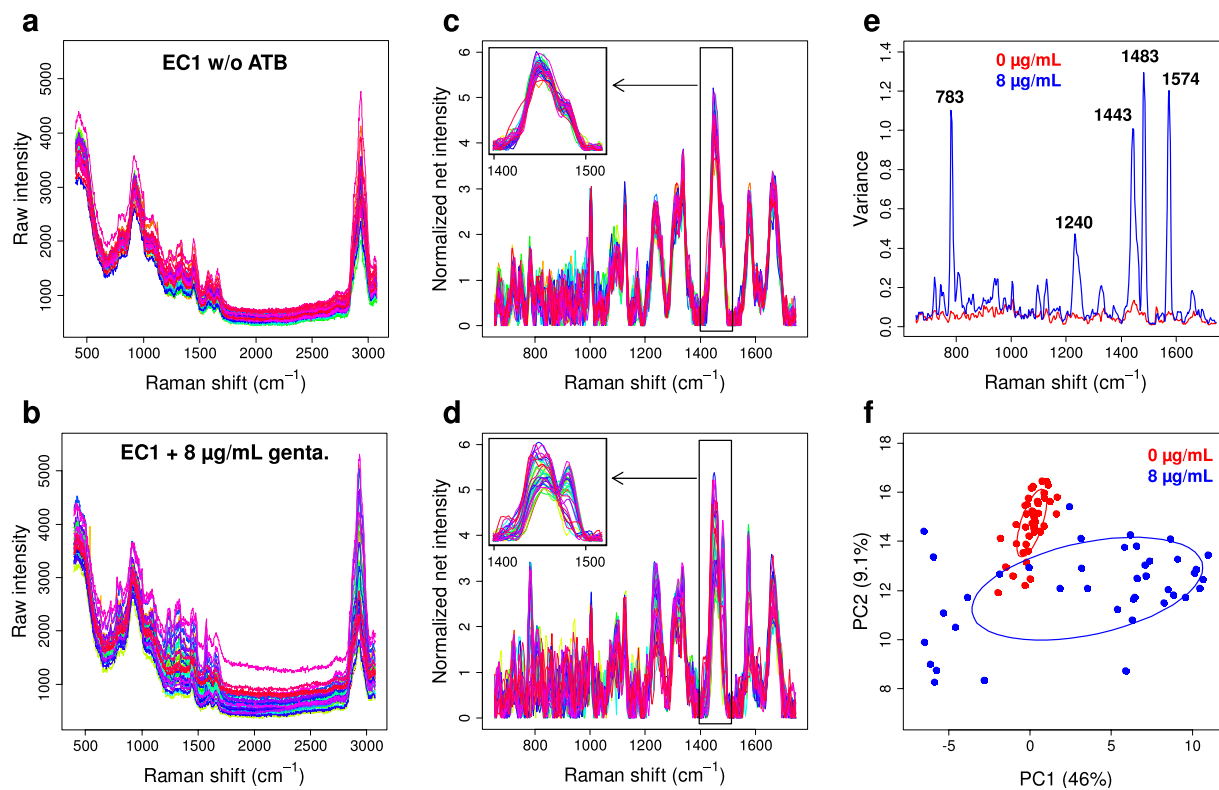 a
EC1 w/o ATB
Raw intensity
1000
2000
3000
4000
5000
500 1000 1500 2000 2500 3000
Raman shift (cm⁻¹)
b
EC1 + 8 µg/mL genta.
Raw intensity
1000
2000
3000
4000
5000
500 1000 1500 2000 2500 3000
Raman shift (cm⁻¹)
c
Normalized net intensity
0
1
2
3
4
5
6
1400 1500
800 1000 1200 1400 1600
Raman shift (cm⁻¹)
d
Normalized net intensity
0
1
2
3
4
5
6
1400 1500
800 1000 1200 1400 1600
Raman shift (cm⁻¹)
e
0 µg/mL
8 µg/mL
783
1240
1443
1483
1574
Variance
0.0
0.2
0.4
0.6
0.8
1.0
1.2
1.4
800 1000 1200 1400 1600
Raman shift (cm⁻¹)
f
0 µg/mL
8 µg/mL
PC2 (9.1%)
8
10
12
14
16
18
-5 0 5 10
PC1 (46%)